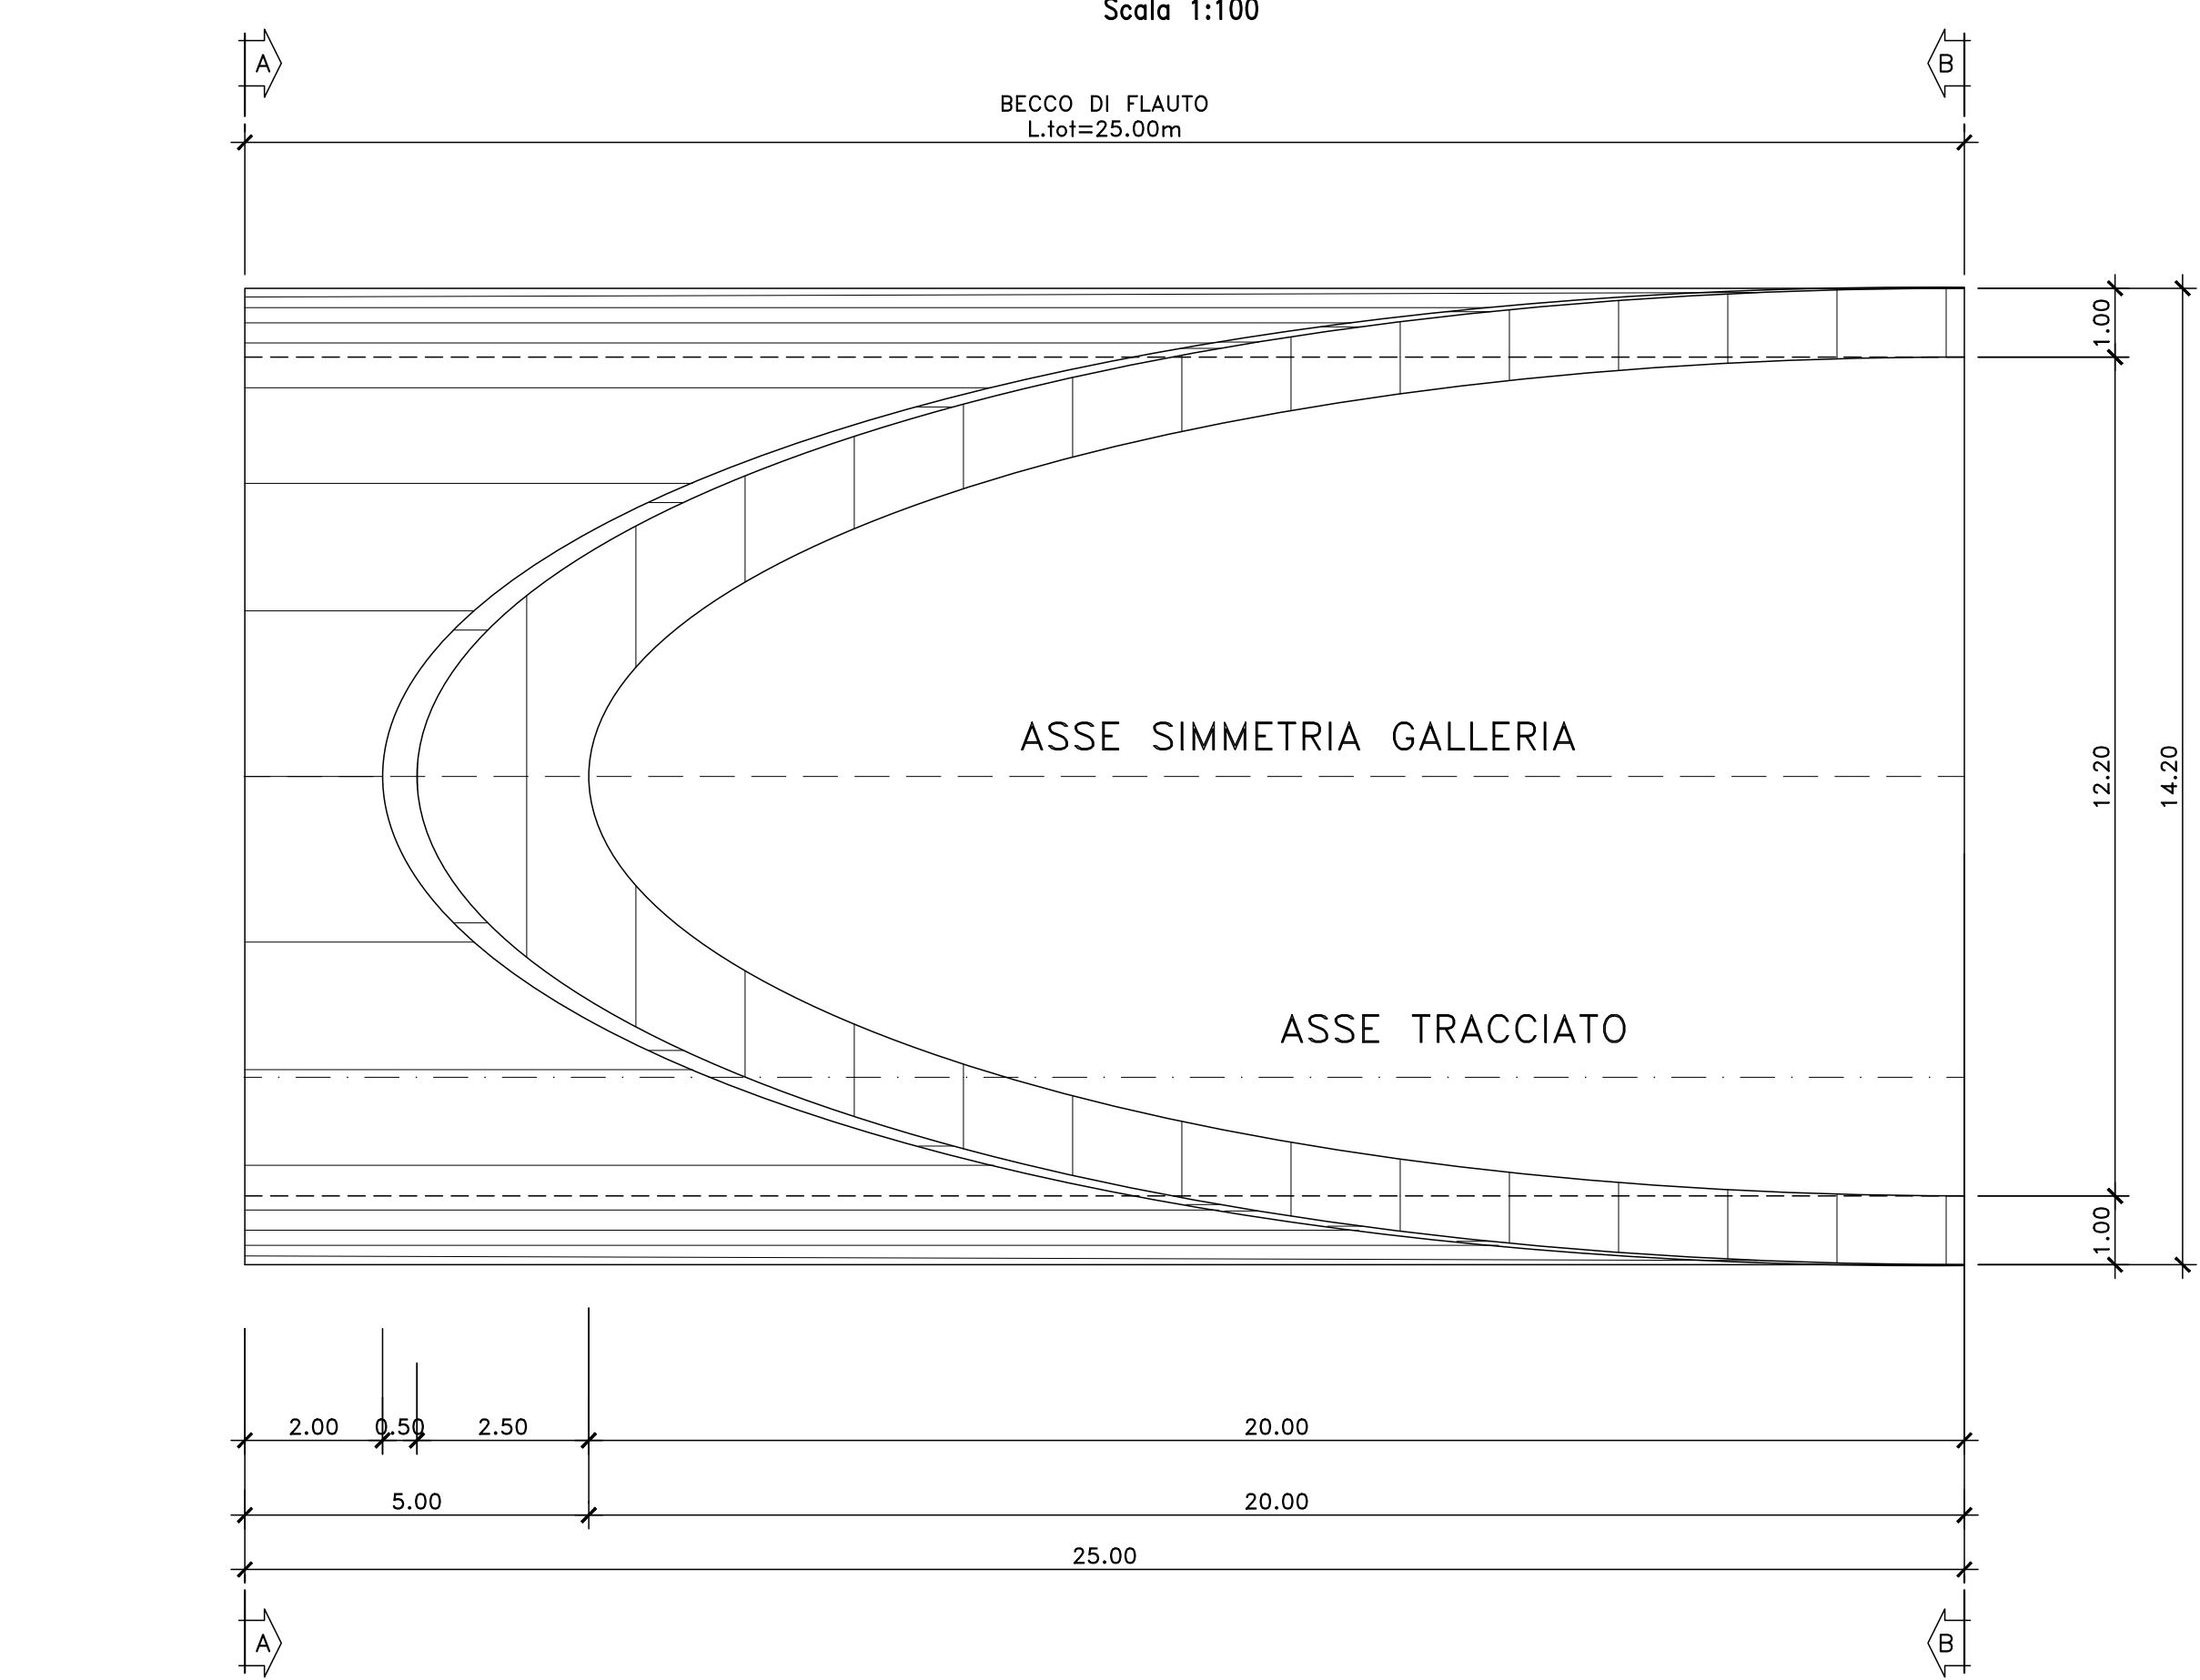 Scala 1:100
A
B
BECCO DI FLAUTO
L.tot=25.00m
1.00
ASSE SIMMETRIA GALLERIA
12.20
14.20
ASSE TRACCIATO
1.00
2.00
0.50
2.50
20.00
5.00
20.00
25.00
A
B